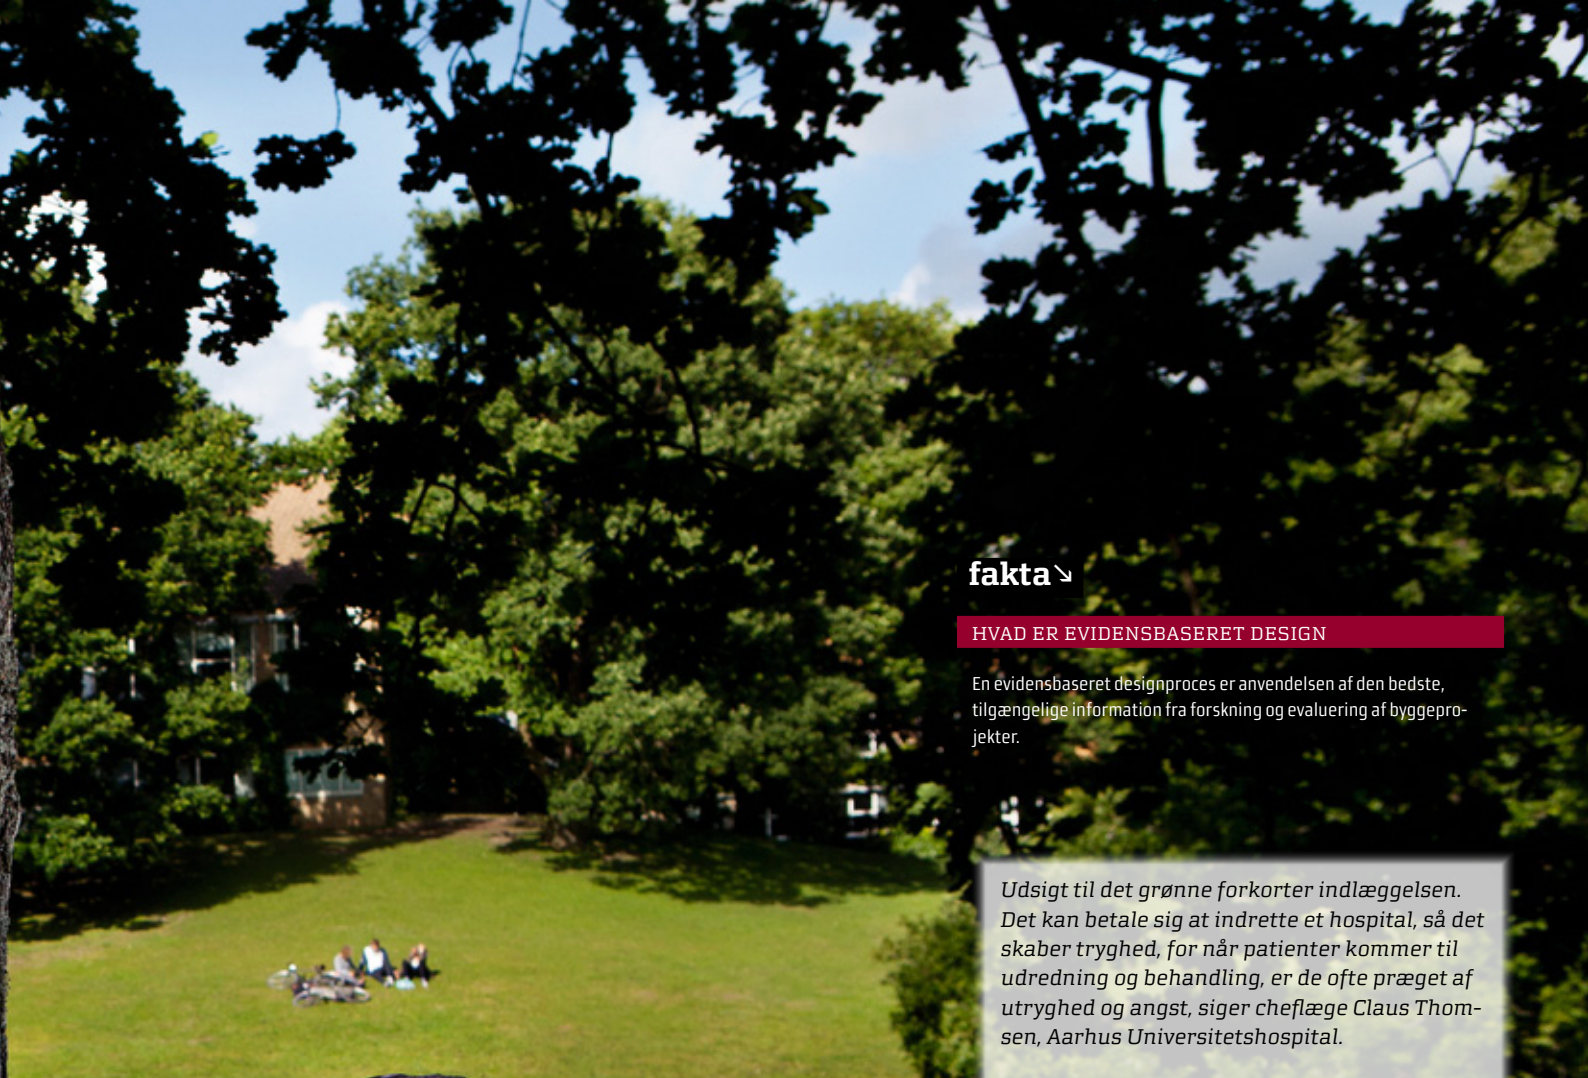 fakta↘
HVAD ER EVIDENSBASERET DESIGN
En evidensbaseret designproces er anvendelsen af den bedste,
tilgængelige information fra forskning og evaluering af byggepro-
jekter.
Udsigt til det grønne forkorter indlæggelsen.
Det kan betale sig at indrette et hospital, så det
skaber tryghed, for når patienter kommer til
udredning og behandling, er de ofte præget af
utryghed og angst, siger cheflæge Claus Thom-
sen, Aarhus Universitetshospital.